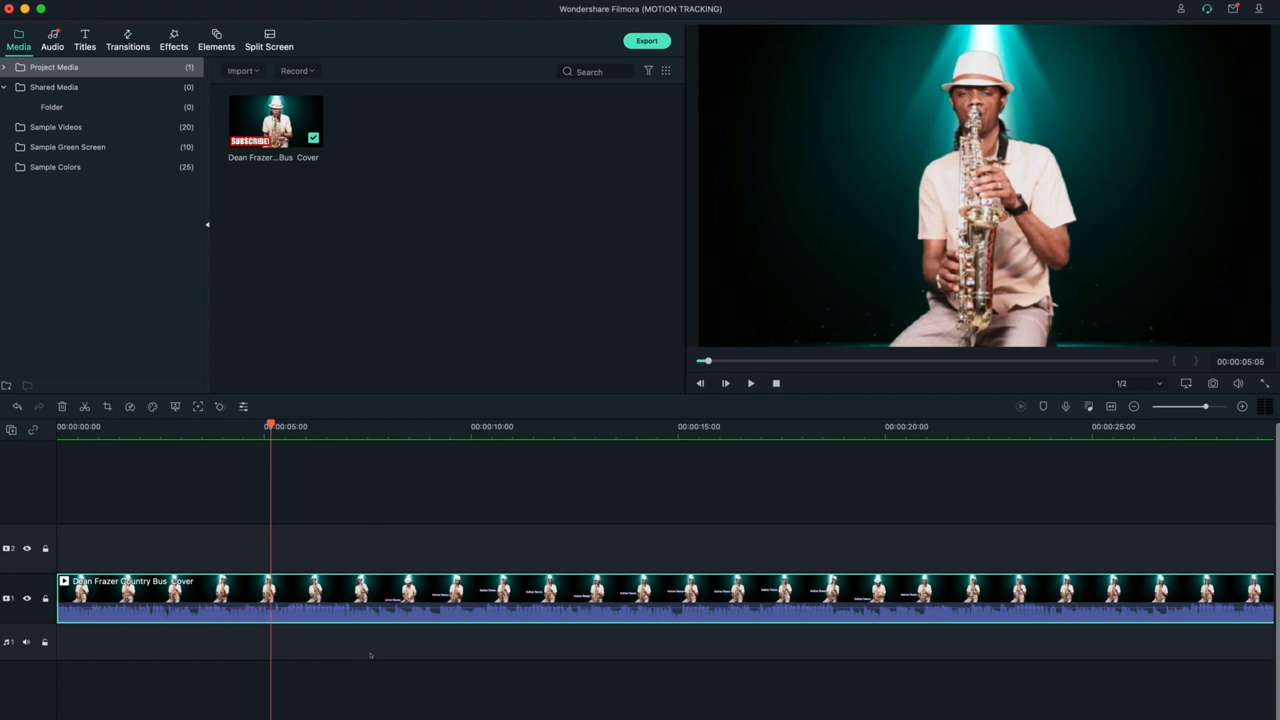 Wondershare Filmora (MOTION TRACKING)
Media
Audio
Titles
Transitions
Effects
Elements
Split Screen
Export
Project Media (1)
Shared Media (0)
Folder (0)
Sample Videos (20)
Sample Green Screen (10)
Sample Colors (25)
Import
Record
Search
SUBSCRIBE!
Dean Frazer...Bus Cover
00:00:05:05
1/2
00:00:00:00
00:00:05:00
00:00:10:00
00:00:15:00
00:00:20:00
00:00:25:00
2
Dean Frazer Country Bus Cover
1
1